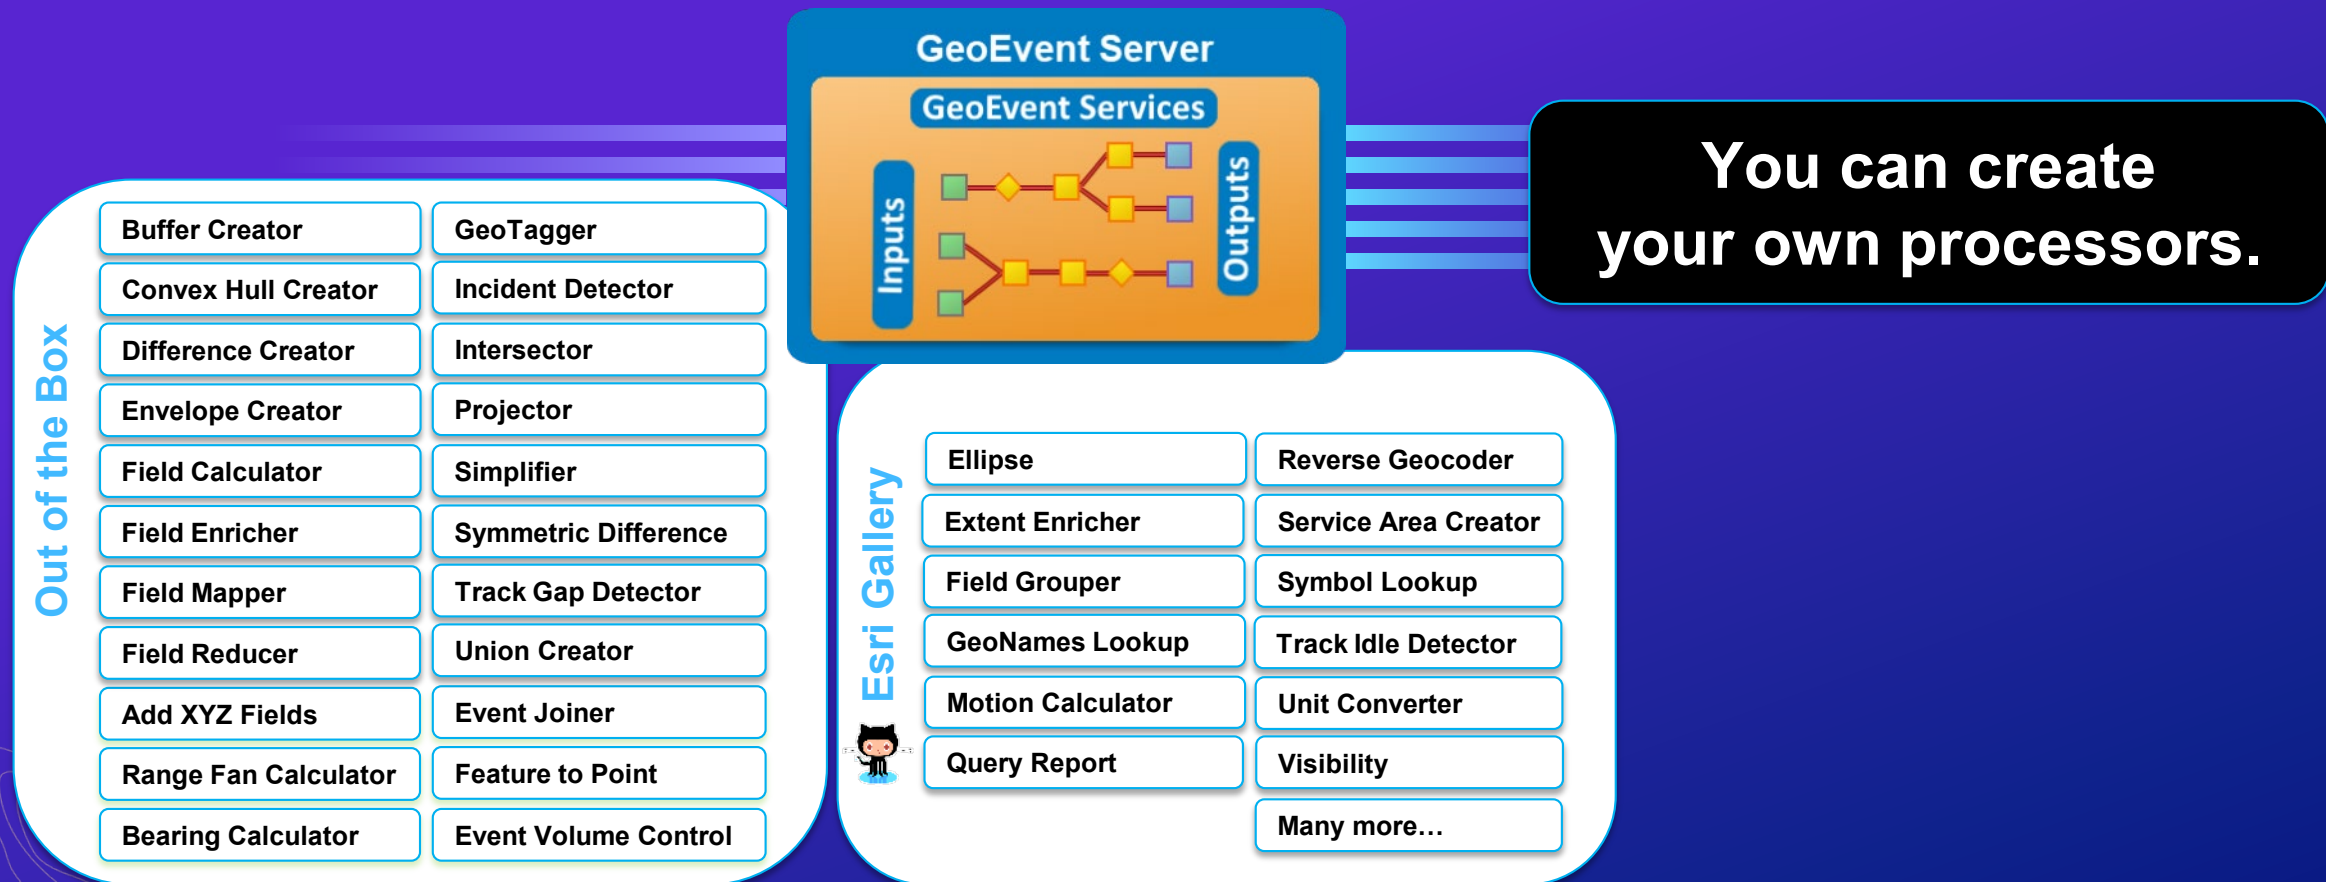 GeoEvent Server
GeoEvent Services
Inputs
Outputs
You can create
your own processors.
Out of the Box
Buffer Creator
Convex Hull Creator
Difference Creator
Envelope Creator
Field Calculator
Field Enricher
Field Mapper
Field Reducer
Add XYZ Fields
Range Fan Calculator
Bearing Calculator
GeoTagger
Incident Detector
Intersector
Projector
Simplifier
Symmetric Difference
Track Gap Detector
Union Creator
Event Joiner
Feature to Point
Event Volume Control
Esri Gallery
Ellipse
Extent Enricher
Field Grouper
GeoNames Lookup
Motion Calculator
Query Report
Reverse Geocoder
Service Area Creator
Symbol Lookup
Track Idle Detector
Unit Converter
Visibility
Many more…